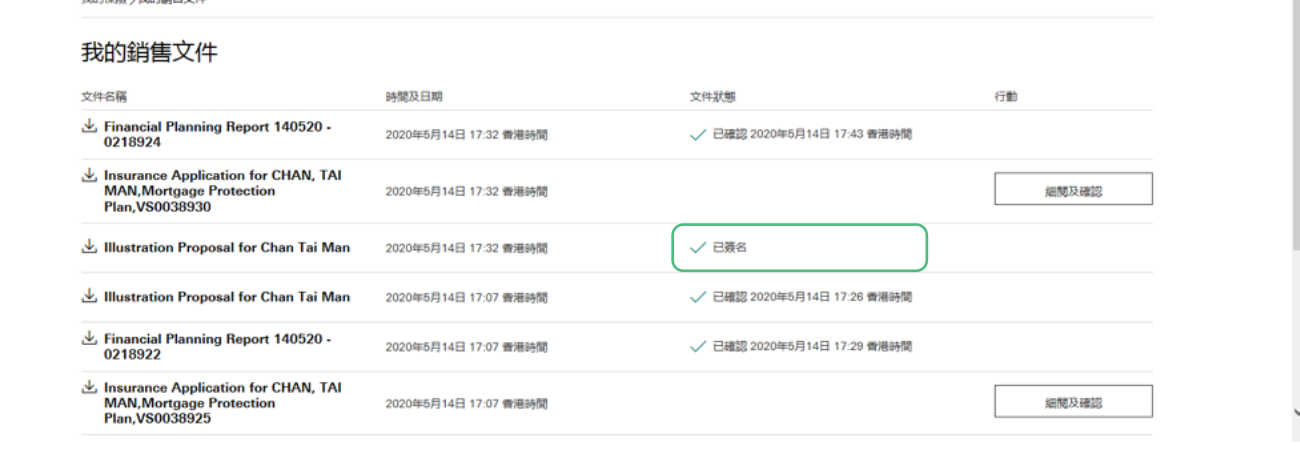 我的銷售文件
文件名稱 時間及日期 文件狀態 行動
Financial Planning Report 140520 -
0218924
2020年5月14日 17:32 香港時間
已確認 2020年5月14日 17:43 香港時間
Insurance Application for CHAN, TAI
MAN,Mortgage Protection
Plan,VS0038930
2020年5月14日 17:32 香港時間
細閱及確認
Illustration Proposal for Chan Tai Man
2020年5月14日 17:32 香港時間
已簽名
Illustration Proposal for Chan Tai Man
2020年5月14日 17:07 香港時間
已確認 2020年5月14日 17:26 香港時間
Financial Planning Report 140520 -
0218922
2020年5月14日 17:07 香港時間
已確認 2020年5月14日 17:29 香港時間
Insurance Application for CHAN, TAI
MAN,Mortgage Protection
Plan,VS0038925
2020年5月14日 17:07 香港時間
細閱及確認